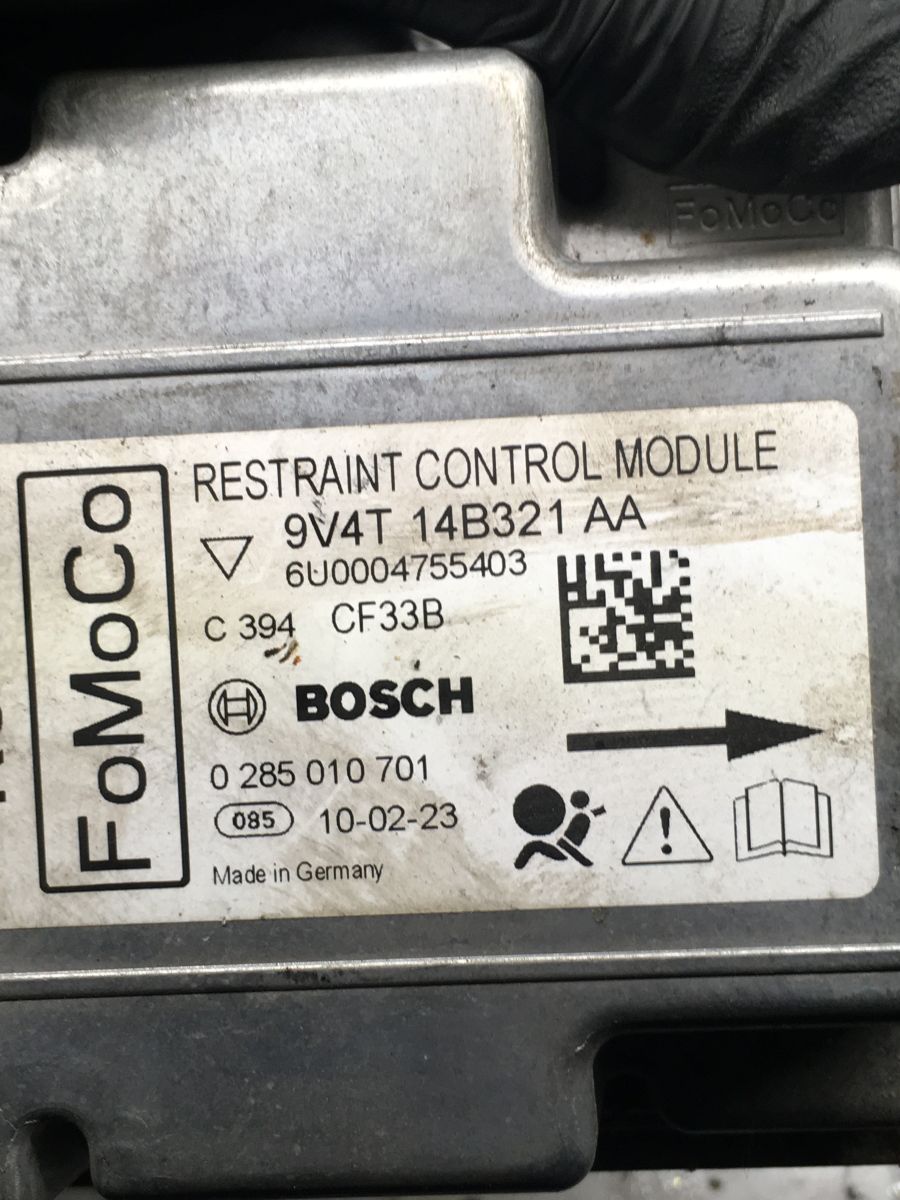 FoMoCo
RESTRAINT CONTROL MODULE
9V4T 14B321 AA
6U0004755403
C 394 CF33B
BOSCH
0 285 010 701
085 10-02-23
Made in Germany
FoMoCo